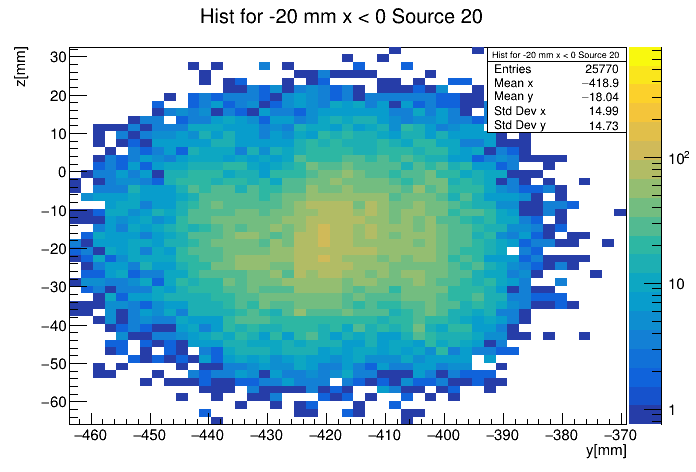 Hist for -20 mm x < 0 Source 20
z[mm]
30
20
10
0
−10
−20
−30
−40
−50
−60
Hist for -20 mm x < 0 Source 20
Entries 25770
Mean x −418.9
Mean y −18.04
Std Dev x 14.99
Std Dev y 14.73
10²
10
1
−460 −450 −440 −430 −420 −410 −400 −390 −380 −370
y[mm]